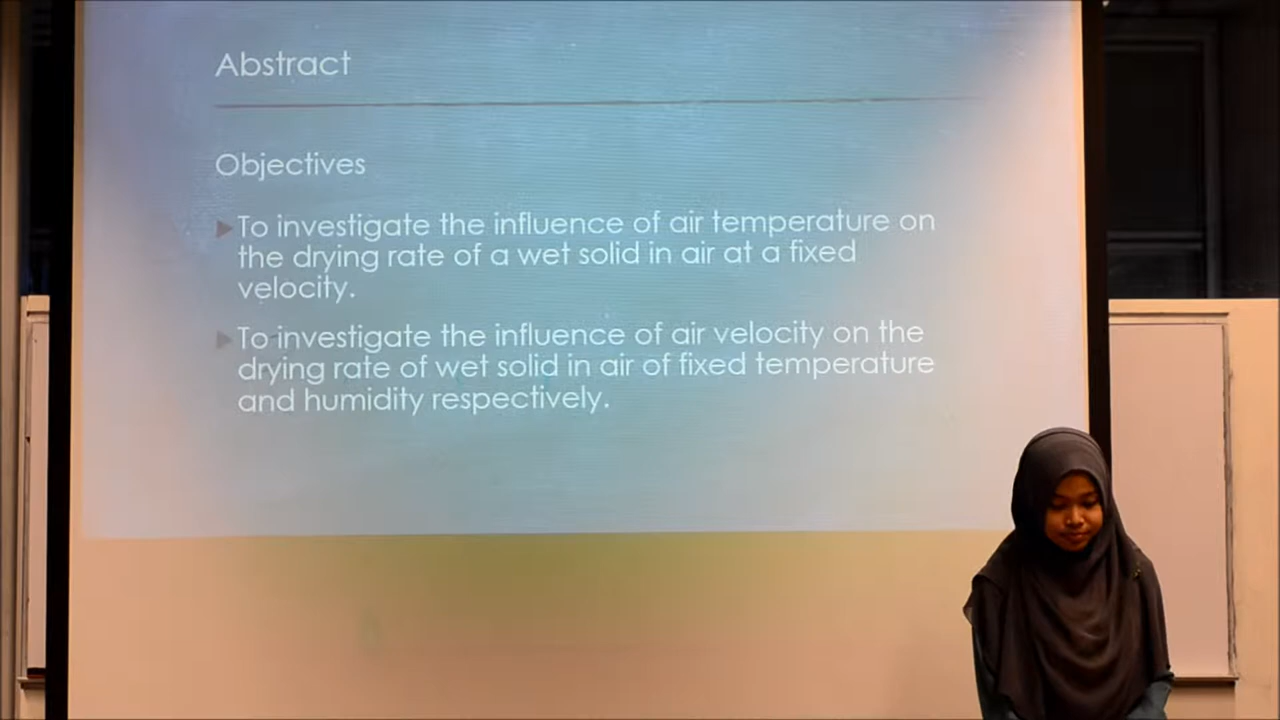 Abstract
Objectives
To investigate the influence of air temperature on
the drying rate of a wet solid in air at a fixed
velocity.
To investigate the influence of air velocity on the
drying rate of wet solid in air of fixed temperature
and humidity respectively.